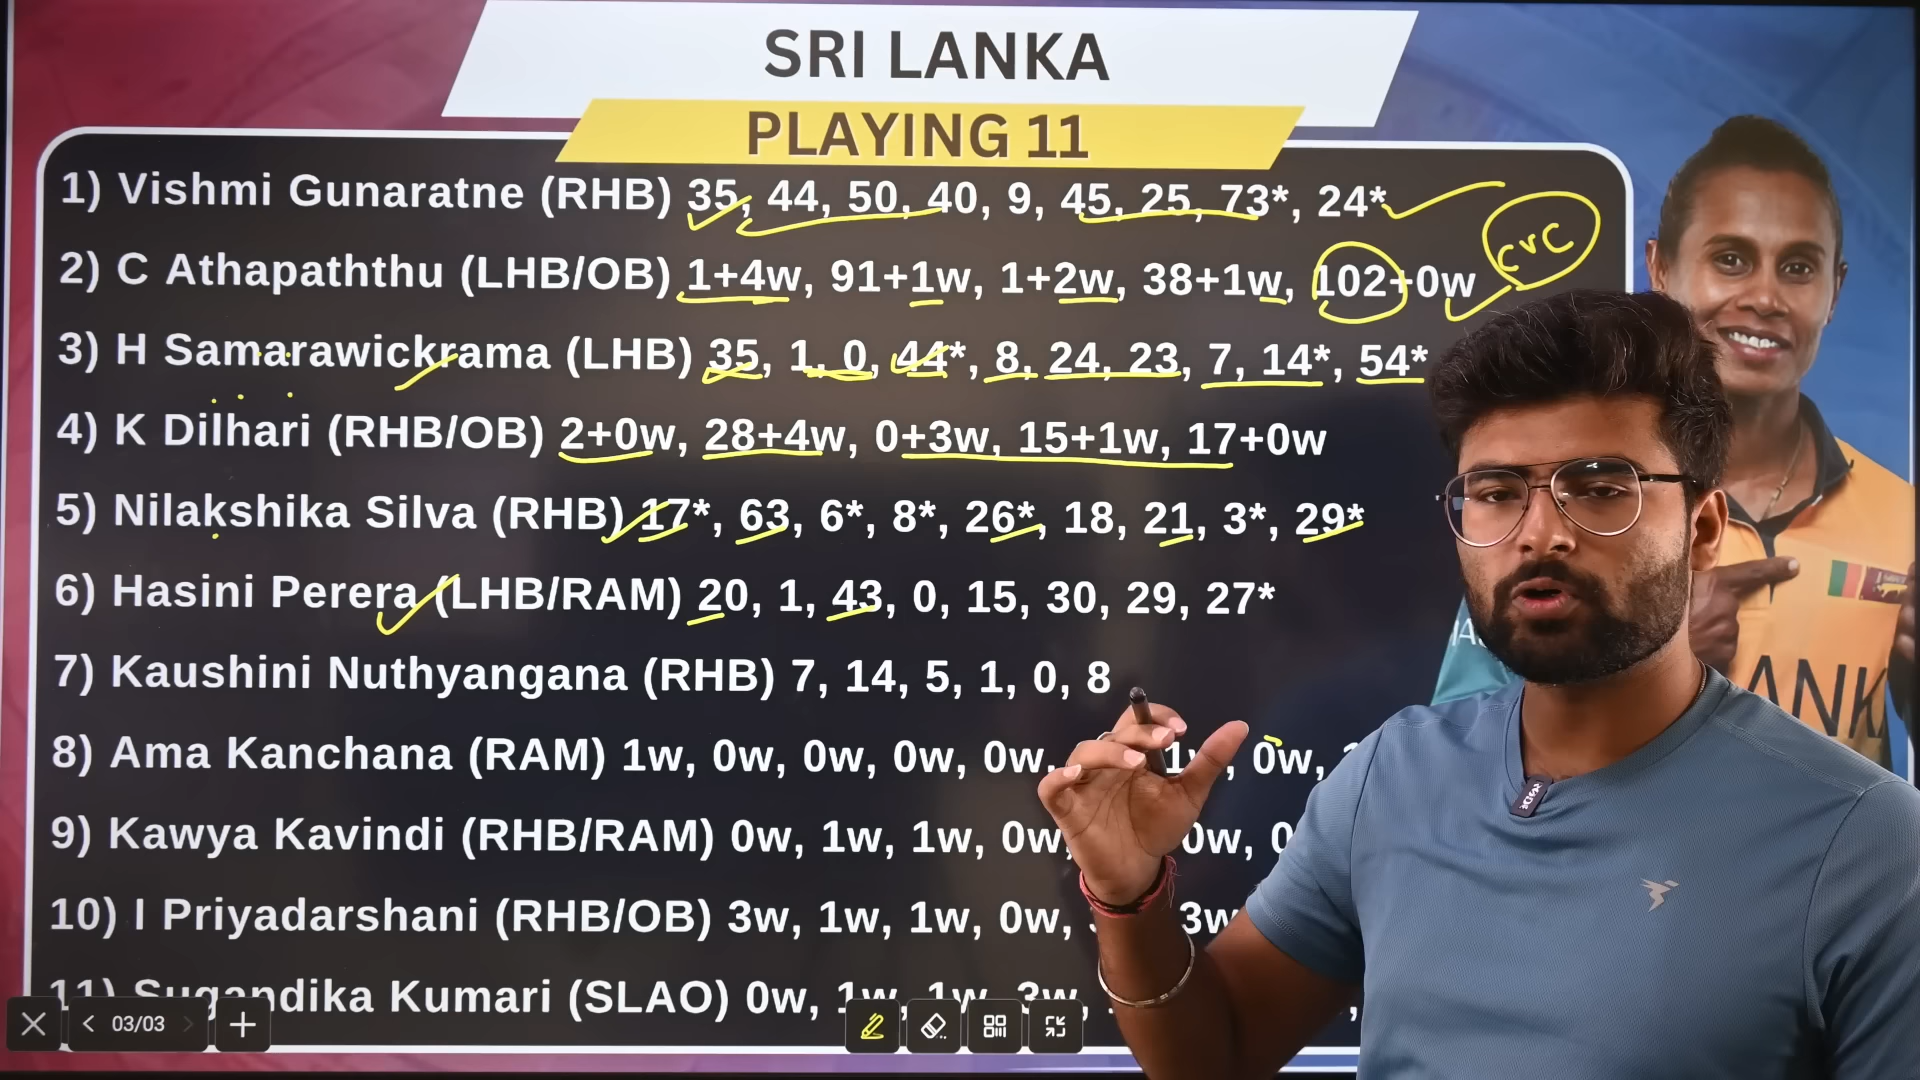 SRI LANKA
PLAYING 11
1) Vishmi Gunaratne (RHB) 35, 44, 50, 40, 9, 45, 25, 73*, 24*
CVC
2) C Athapaththu (LHB/OB) 1+4w, 91+1w, 1+2w, 38+1w, 102+0w
3) H Samarawickrama (LHB) 35, 1, 0, 44*, 8, 24, 23, 7, 14*, 54*
4) K Dilhari (RHB/OB) 2+0w, 28+4w, 0+3w, 15+1w, 17+0w
5) Nilakshika Silva (RHB) 17*, 63, 6*, 8*, 26*, 18, 21, 3*, 29*
6) Hasini Perera (LHB/RAM) 20, 1, 43, 0, 15, 30, 29, 27*
7) Kaushini Nuthyangana (RHB) 7, 14, 5, 1, 0, 8
8) Ama Kanchana (RAM) 1w, 0w, 0w, 0w, 0w, 0w,
9) Kawya Kavindi (RHB/RAM) 0w, 1w, 1w, 0w, 0w,
10) I Priyadarshani (RHB/OB) 3w, 1w, 1w, 0w, 3w
11) Sugandika Kumari (SLAO) 0w, 1w, 1w, 3w,
03/03